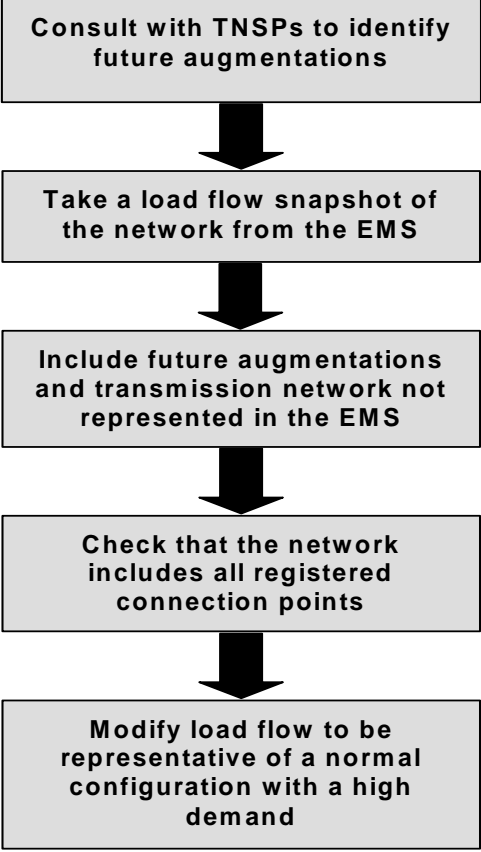 Consult with TNSPs to identify
future augmentations
Take a load flow snapshot of
the network from the EMS
Include future augmentations
and transmission network not
represented in the EMS
Check that the network
includes all registered
connection points
Modify load flow to be
representative of a normal
configuration with a high
demand